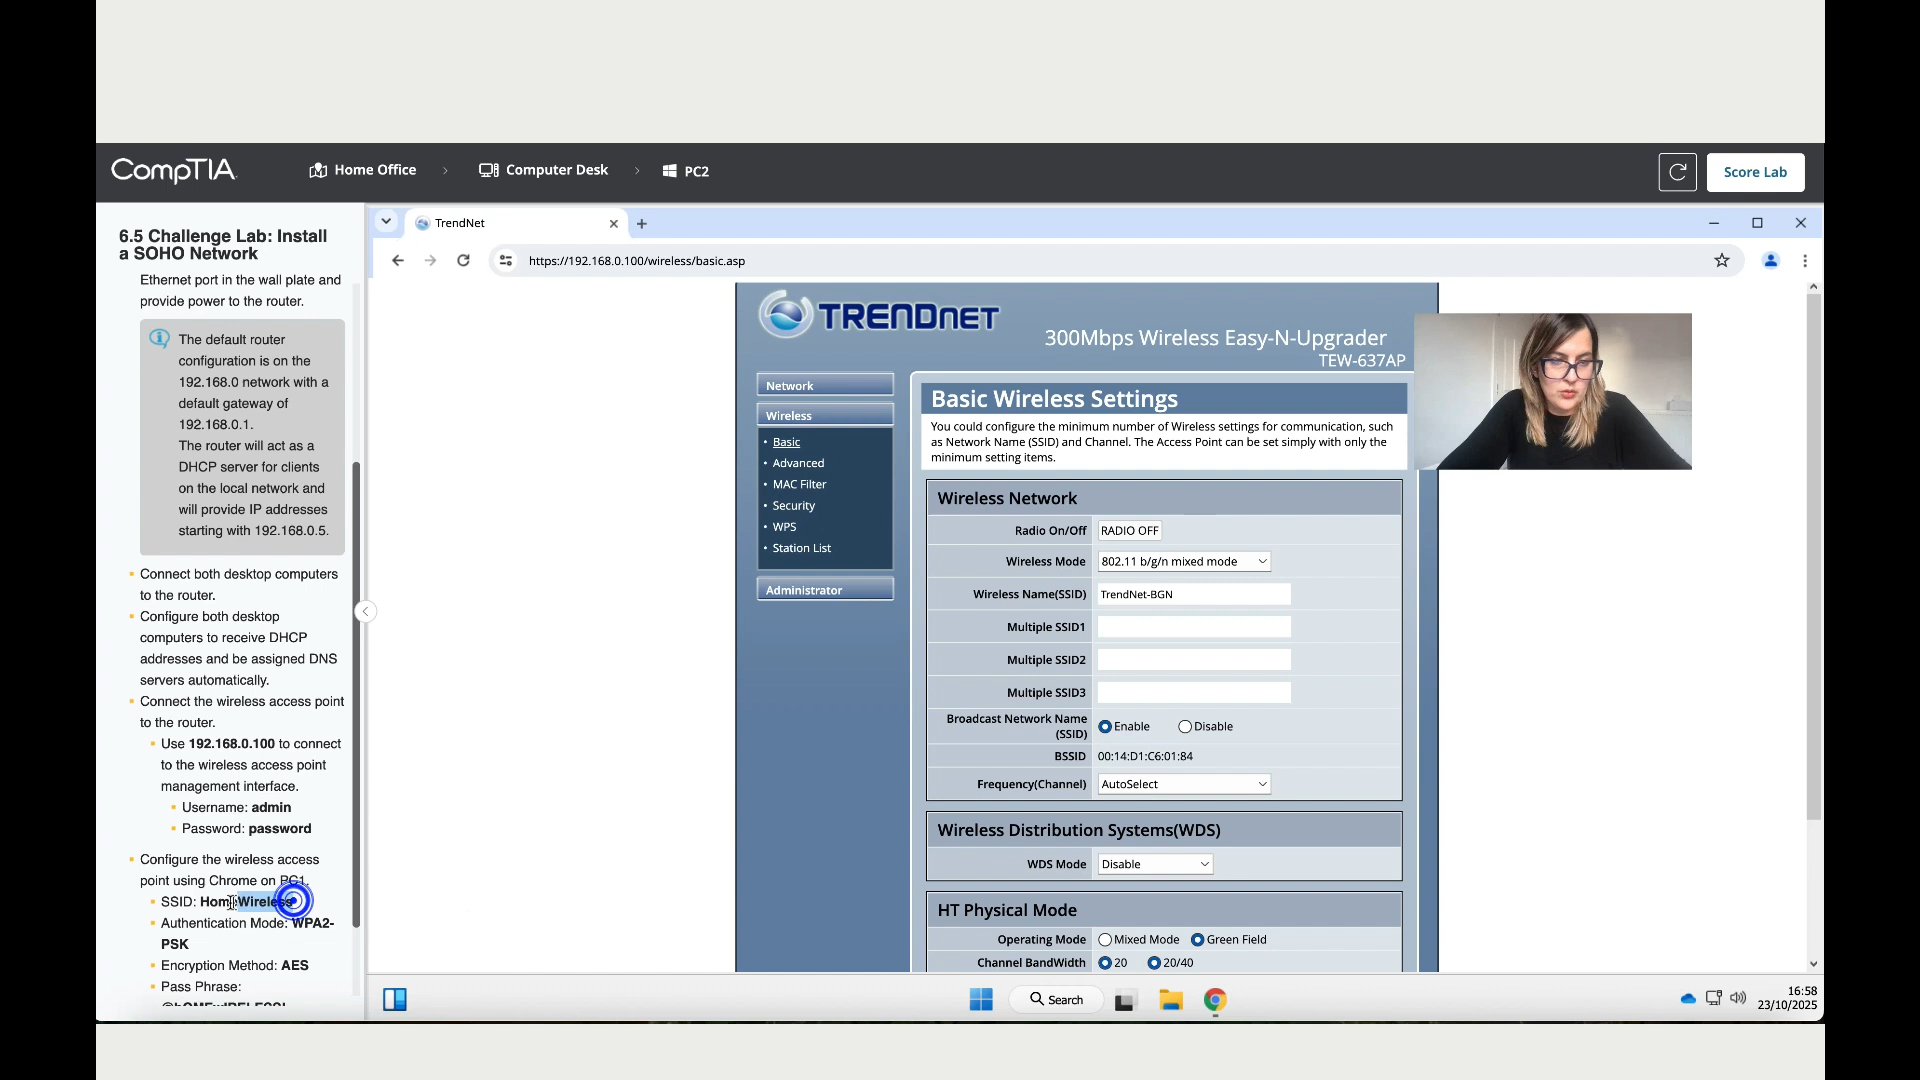 CompTIA
Home Office
Computer Desk
PC2
Score Lab
6.5 Challenge Lab: Install
a SOHO Network
Ethernet port in the wall plate and
provide power to the router.
The default router
configuration is on the
192.168.0 network with a
default gateway of
192.168.0.1.
The router will act as a
DHCP server for clients
on the local network and
will provide IP addresses
starting with 192.168.0.5.
Connect both desktop computers
to the router.
Configure both desktop
computers to receive DHCP
addresses and be assigned DNS
servers automatically.
Connect the wireless access point
to the router.
Use 192.168.0.100 to connect
to the wireless access point
management interface.
Username: admin
Password: password
Configure the wireless access
point using Chrome on PC1.
SSID: HomeWireless
Authentication Mode: WPA2-
PSK
Encryption Method: AES
Pass Phrase:
TrendNet
https://192.168.0.100/wireless/basic.asp
TRENDNET
300Mbps Wireless Easy-N-Upgrader
TEW-637AP
Network
Wireless
Basic
Advanced
MAC Filter
Security
WPS
Station List
Administrator
Basic Wireless Settings
You could configure the minimum number of Wireless settings for communication, such
as Network Name (SSID) and Channel. The Access Point can be set simply with only the
minimum setting items.
Wireless Network
Radio On/Off RADIO OFF
Wireless Mode 802.11 b/g/n mixed mode
Wireless Name(SSID) TrendNet-BGN
Multiple SSID1
Multiple SSID2
Multiple SSID3
Broadcast Network Name
(SSID) Enable Disable
BSSID 00:14:D1:C6:01:84
Frequency(Channel) AutoSelect
Wireless Distribution Systems(WDS)
WDS Mode Disable
HT Physical Mode
Operating Mode Mixed Mode Green Field
Channel BandWidth 20 20/40
Search
16:58
23/10/2025